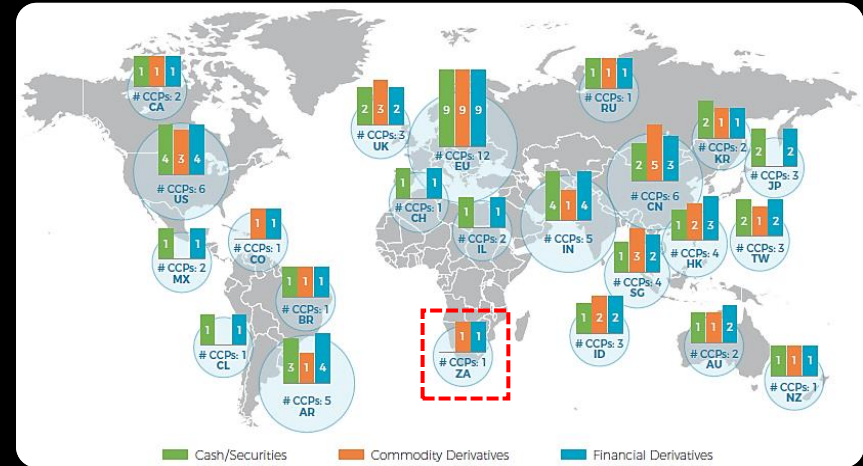 1 1 1
# CCPs: 2
CA
4 3 4
# CCPs: 6
US
1 1
# CCPs: 2
MX
1 1
# CCPs: 1
CO
1 1 1
# CCPs: 1
BR
1 1
# CCPs: 1
CL
3 1 4
# CCPs: 5
AR
2 3 2
# CCPs: 3
UK
9 9 9
# CCPs: 12
EU
1 1
# CCPs: 1
CH
1 1
# CCPs: 2
IL
1 1
# CCPs: 1
ZA
1 1 1
# CCPs: 1
RU
4 1 4
# CCPs: 5
IN
2 5 3
# CCPs: 6
CN
2 1 1
# CCPs: 2
KR
2 2
# CCPs: 3
JP
1 2 3
# CCPs: 4
HK
2 1 2
# CCPs: 3
TW
1 3 2
# CCPs: 4
SG
1 2 2
# CCPs: 3
ID
1 1 2
# CCPs: 2
AU
1 1 1
# CCPs: 1
NZ
Cash/Securities
Commodity Derivatives
Financial Derivatives